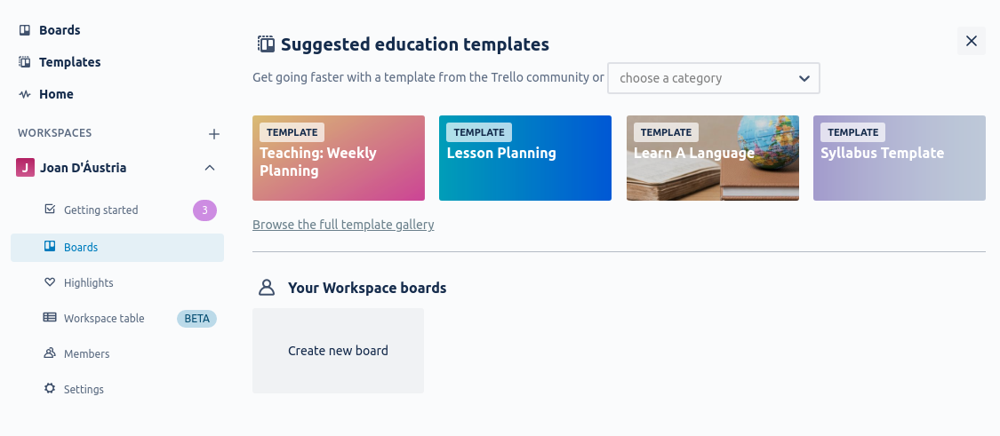 Boards
Templates
Home
WORKSPACES
J Joan D'Áustria
Getting started 3
Boards
Highlights
Workspace table BETA
Members
Settings
Suggested education templates
Get going faster with a template from the Trello community or choose a category
TEMPLATE
Teaching: Weekly
Planning
TEMPLATE
Lesson Planning
TEMPLATE
Learn A Language
TEMPLATE
Syllabus Template
Browse the full template gallery
Your Workspace boards
Create new board